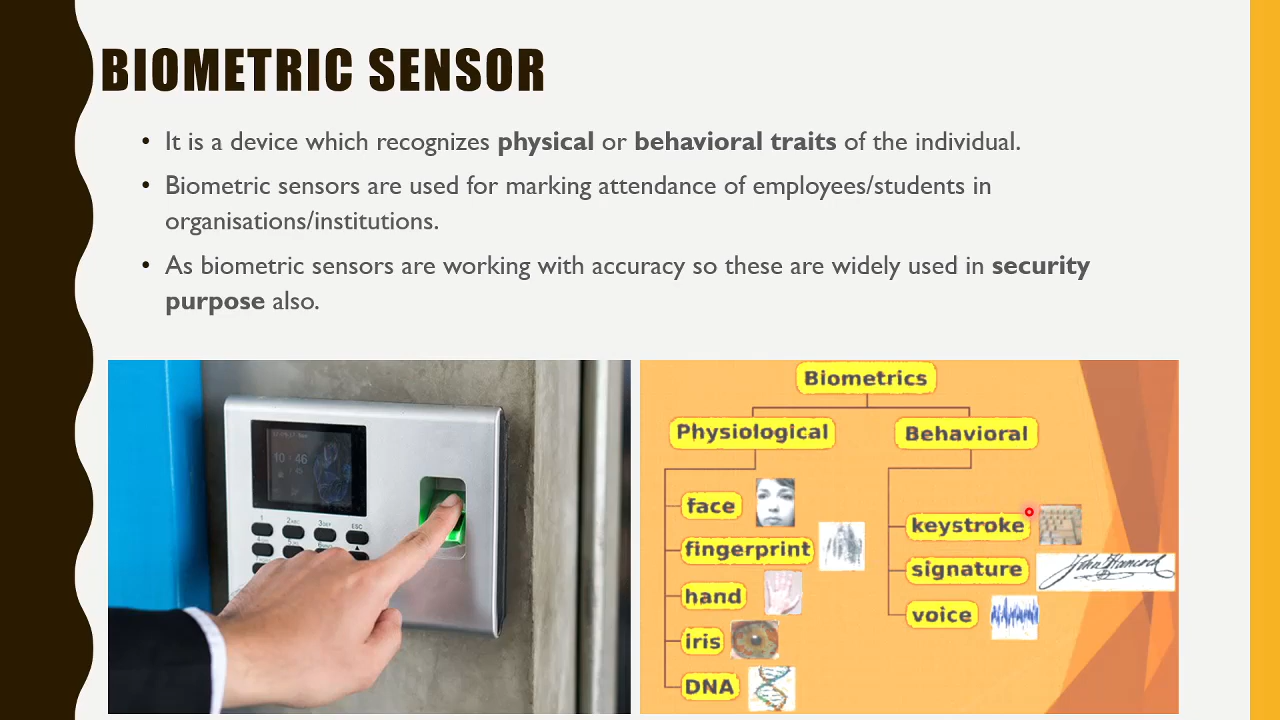 BIOMETRIC SENSOR
• It is a device which recognizes physical or behavioral traits of the individual.
• Biometric sensors are used for marking attendance of employees/students in
organisations/institutions.
• As biometric sensors are working with accuracy so these are widely used in security
purpose also.
10:46
ESC
Biometrics
Physiological
Behavioral
face
fingerprint
hand
iris
DNA
keystroke
signature
John Hancock
voice